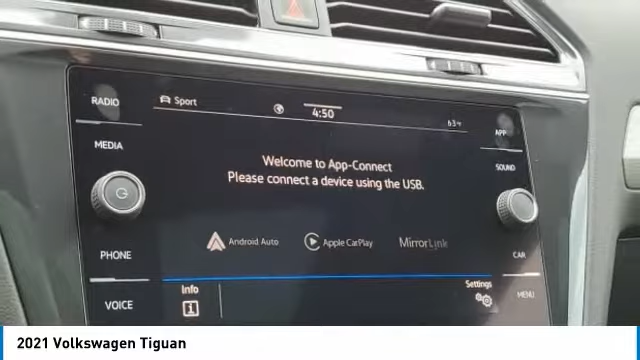 RADIO
Sport
4:50
63°F
APP
MEDIA
Welcome to App-Connect
Please connect a device using the USB.
SOUND
Android Auto
Apple CarPlay
MirrorLink
PHONE
CAR
Info
Settings
VOICE
MENU
2021 Volkswagen Tiguan